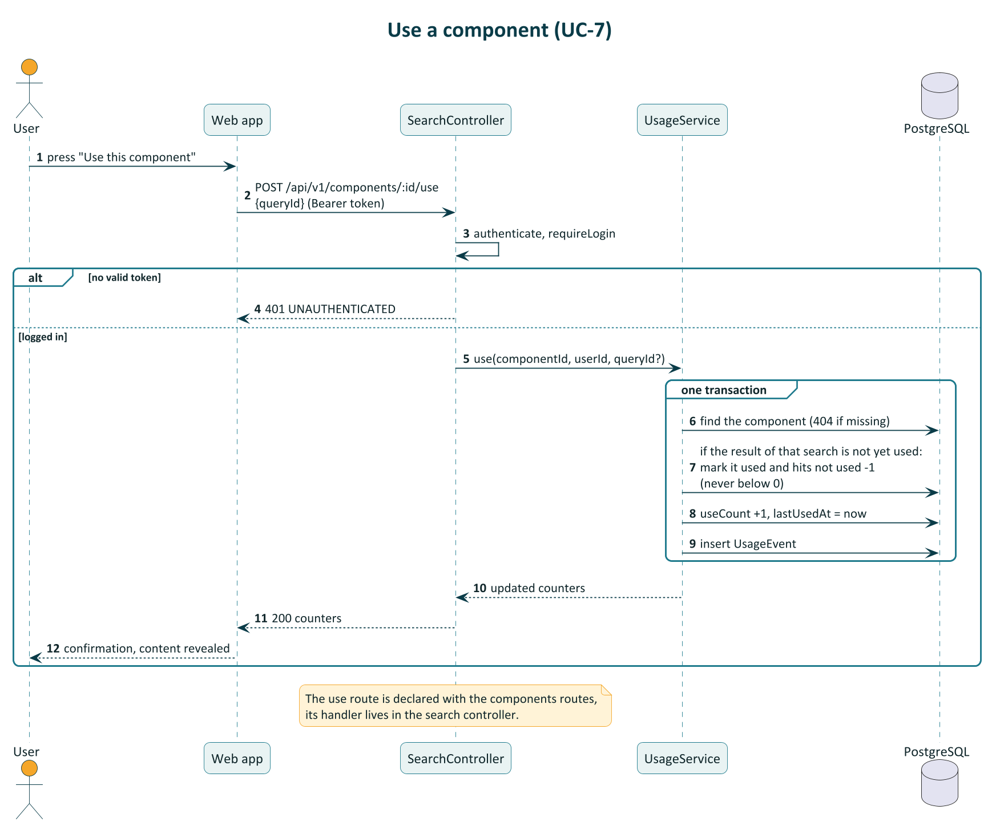 Use a component (UC-7)
User
Web app
SearchController
UsageService
PostgreSQL
1 press "Use this component"
2 POST /api/v1/components/:id/use
{queryId} (Bearer token)
3 authenticate, requireLogin
alt [no valid token]
4 401 UNAUTHENTICATED
[logged in]
5 use(componentId, userId, queryId?)
one transaction
6 find the component (404 if missing)
if the result of that search is not yet used:
7 mark it used and hits not used -1
(never below 0)
8 useCount +1, lastUsedAt = now
9 insert UsageEvent
10 updated counters
11 200 counters
12 confirmation, content revealed
The use route is declared with the components routes,
its handler lives in the search controller.
User
Web app
SearchController
UsageService
PostgreSQL